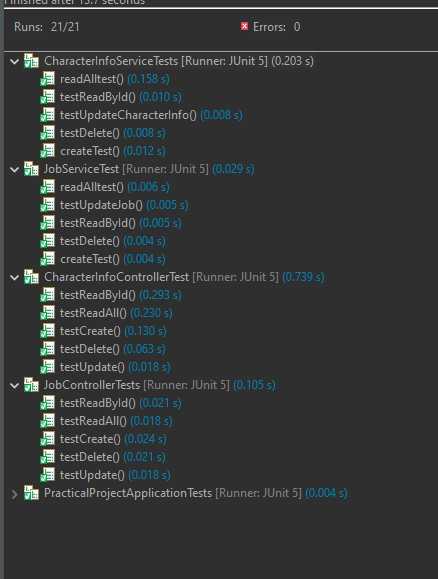 Finished after 15.7 seconds
Runs: 21/21 Errors: 0
CharacterInfoServiceTests [Runner: JUnit 5] (0.203 s)
readAlltest() (0.158 s)
testReadById() (0.010 s)
testUpdateCharacterInfo() (0.008 s)
testDelete() (0.008 s)
createTest() (0.012 s)
JobServiceTest [Runner: JUnit 5] (0.029 s)
readAlltest() (0.006 s)
testUpdateJob() (0.005 s)
testReadById() (0.005 s)
testDelete() (0.004 s)
createTest() (0.004 s)
CharacterInfoControllerTest [Runner: JUnit 5] (0.739 s)
testReadById() (0.293 s)
testReadAll() (0.230 s)
testCreate() (0.130 s)
testDelete() (0.063 s)
testUpdate() (0.018 s)
JobControllerTests [Runner: JUnit 5] (0.105 s)
testReadById() (0.021 s)
testReadAll() (0.018 s)
testCreate() (0.024 s)
testDelete() (0.021 s)
testUpdate() (0.018 s)
PracticalProjectApplicationTests [Runner: JUnit 5] (0.004 s)